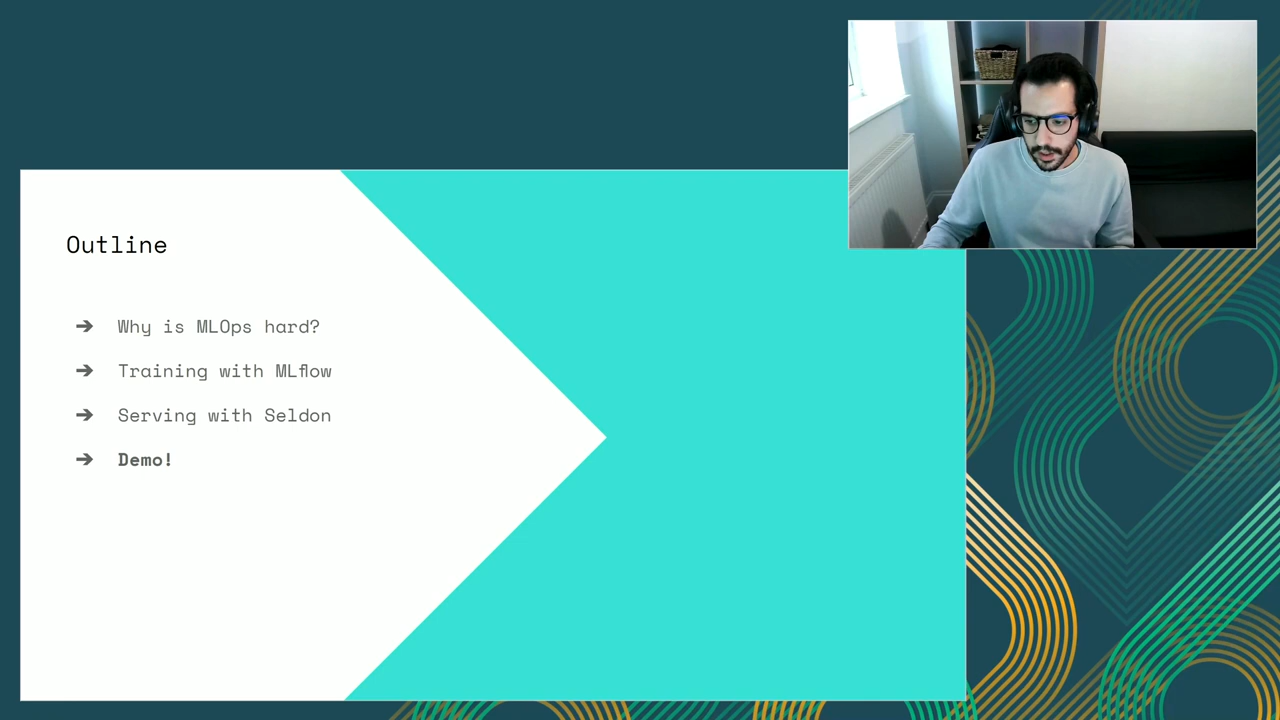 Outline
➔ Why is MLOps hard?
➔ Training with MLflow
➔ Serving with Seldon
➔ Demo!